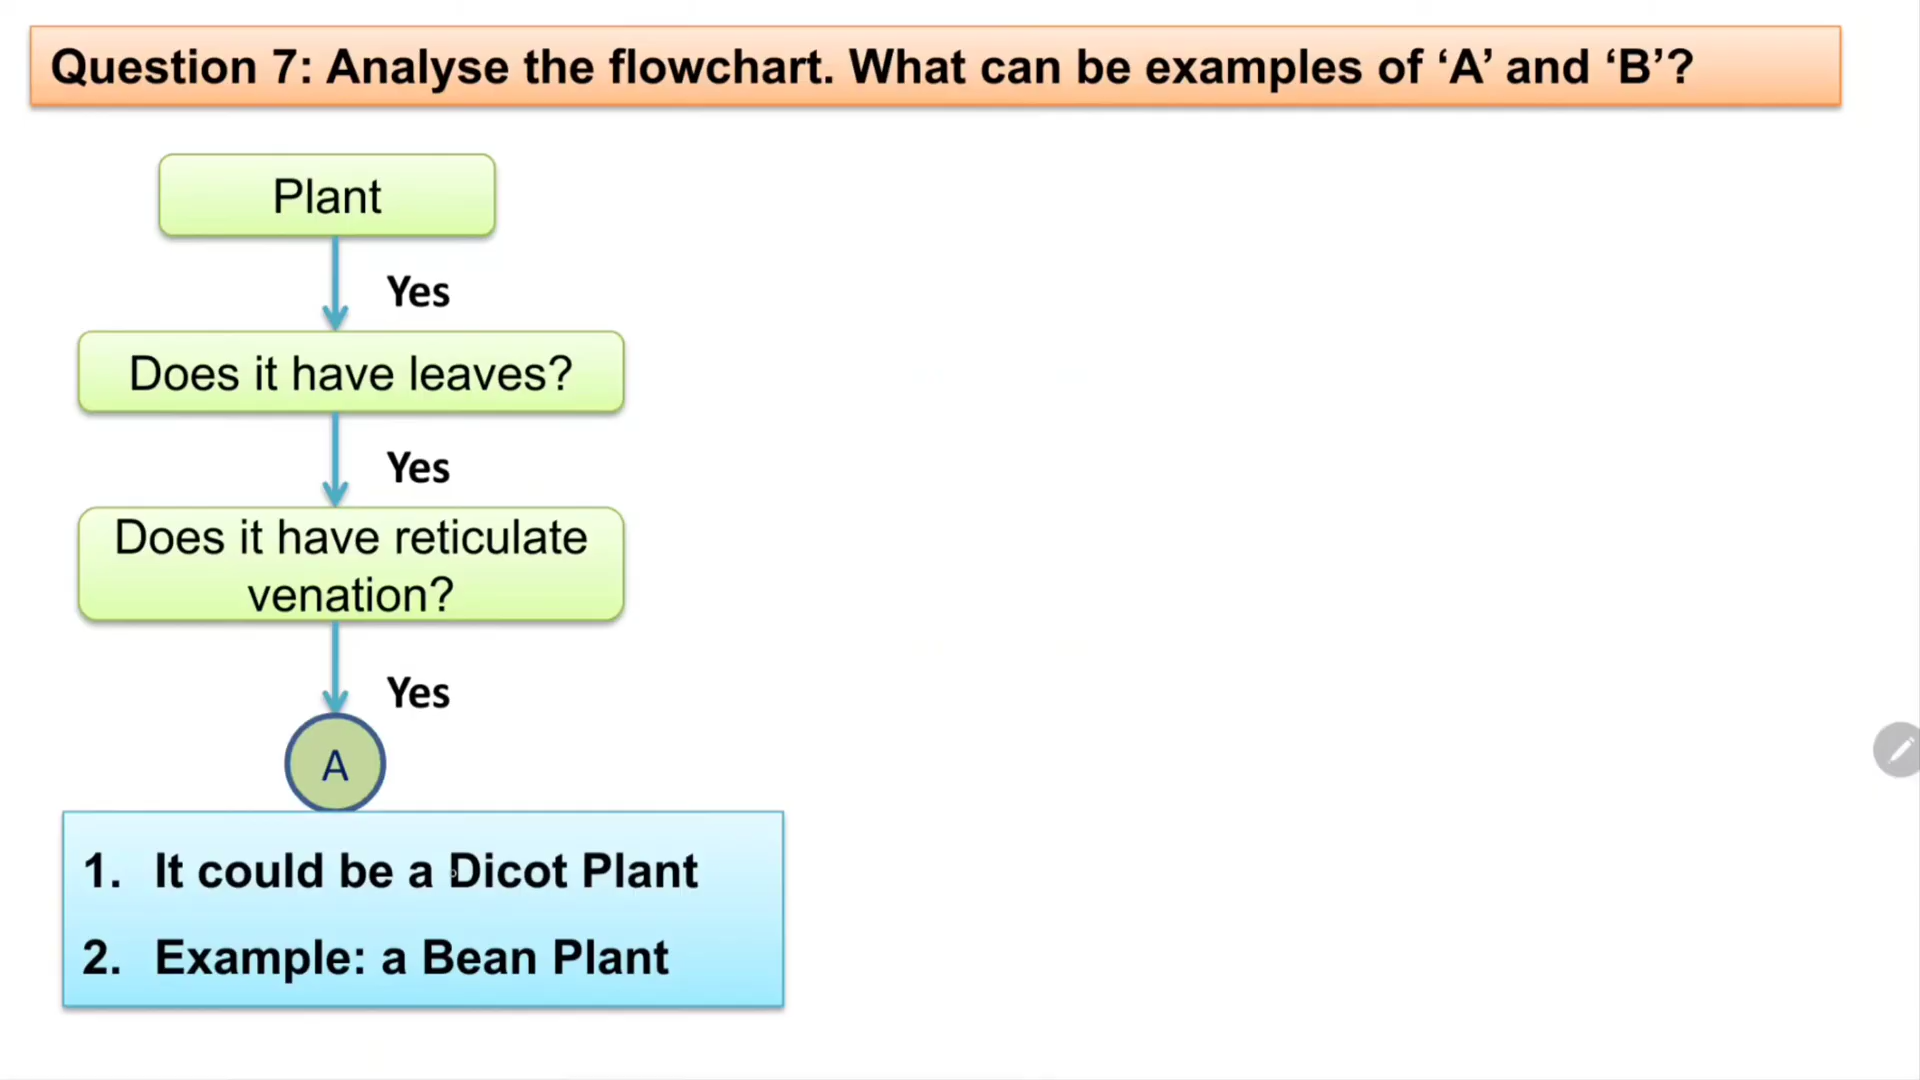 Question 7: Analyse the flowchart. What can be examples of ‘A’ and ‘B’?
Plant
Yes
Does it have leaves?
Yes
Does it have reticulate
venation?
Yes
A
1. It could be a Dicot Plant
2. Example: a Bean Plant